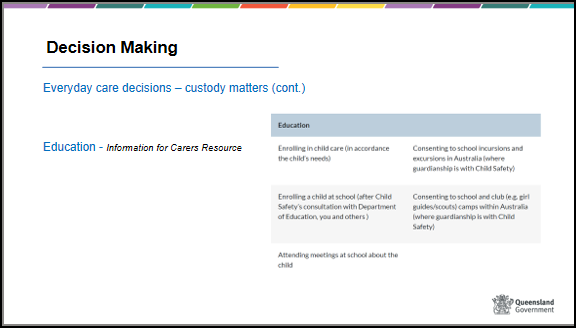 Decision Making
Everyday care decisions – custody matters (cont.)
Education - Information for Carers Resource
Education
Enrolling in child care (in accordance
the child's needs)
Consenting to school incursions and
excursions in Australia (where
guardianship is with Child Safety)
Enrolling a child at school (after Child
Safety's consultation with Department
of Education, you and others )
Consenting to school and club (e.g. girl
guides/scouts) camps within Australia
(where guardianship is with Child
Safety)
Attending meetings at school about the
child
Queensland
Government